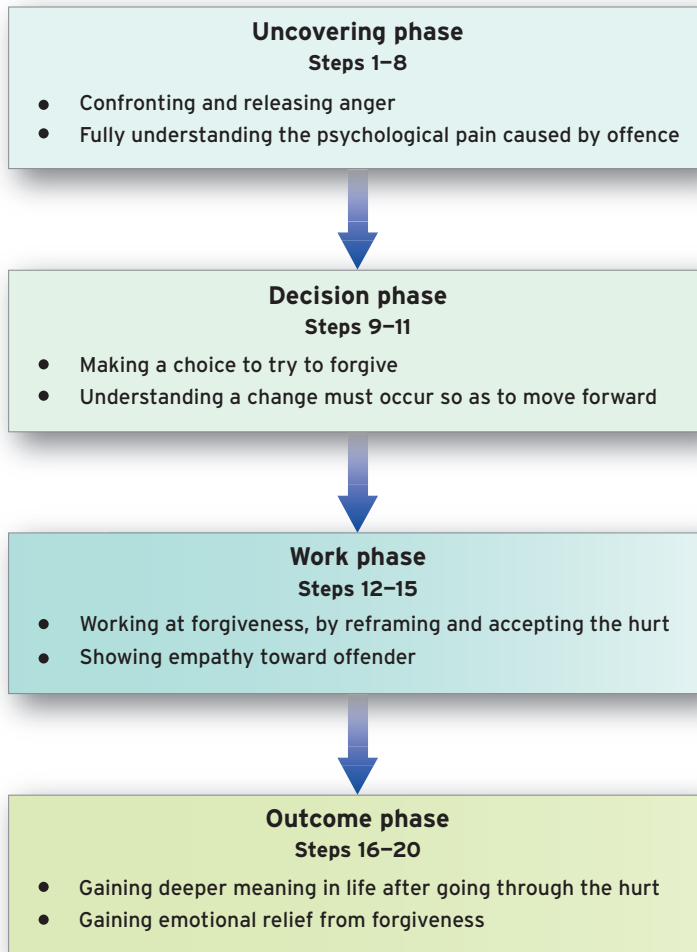 Uncovering phase
Steps 1–8
● Confronting and releasing anger
● Fully understanding the psychological pain caused by offence
Decision phase
Steps 9–11
● Making a choice to try to forgive
● Understanding a change must occur so as to move forward
Work phase
Steps 12–15
● Working at forgiveness, by reframing and accepting the hurt
● Showing empathy toward offender
Outcome phase
Steps 16–20
● Gaining deeper meaning in life after going through the hurt
● Gaining emotional relief from forgiveness